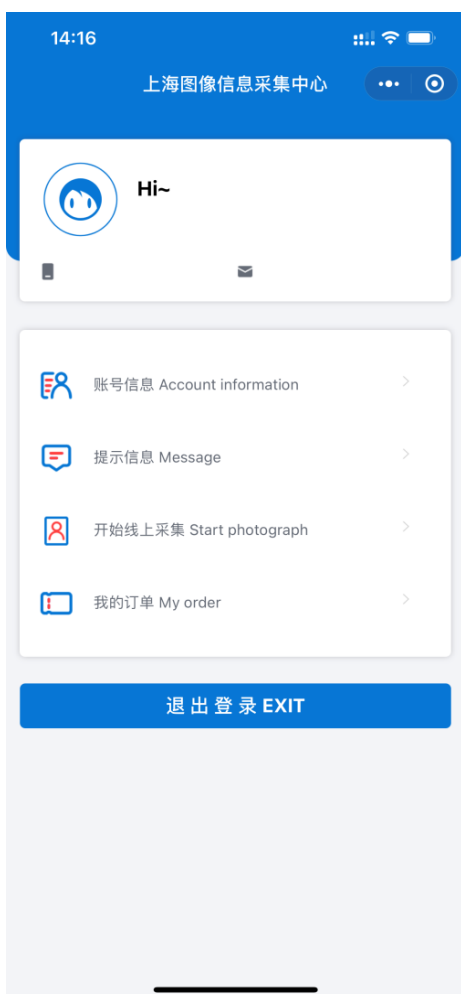 14:16
上海图像信息采集中心
Hi~
账号信息 Account information
提示信息 Message
开始线上采集 Start photograph
我的订单 My order
退出登录 EXIT